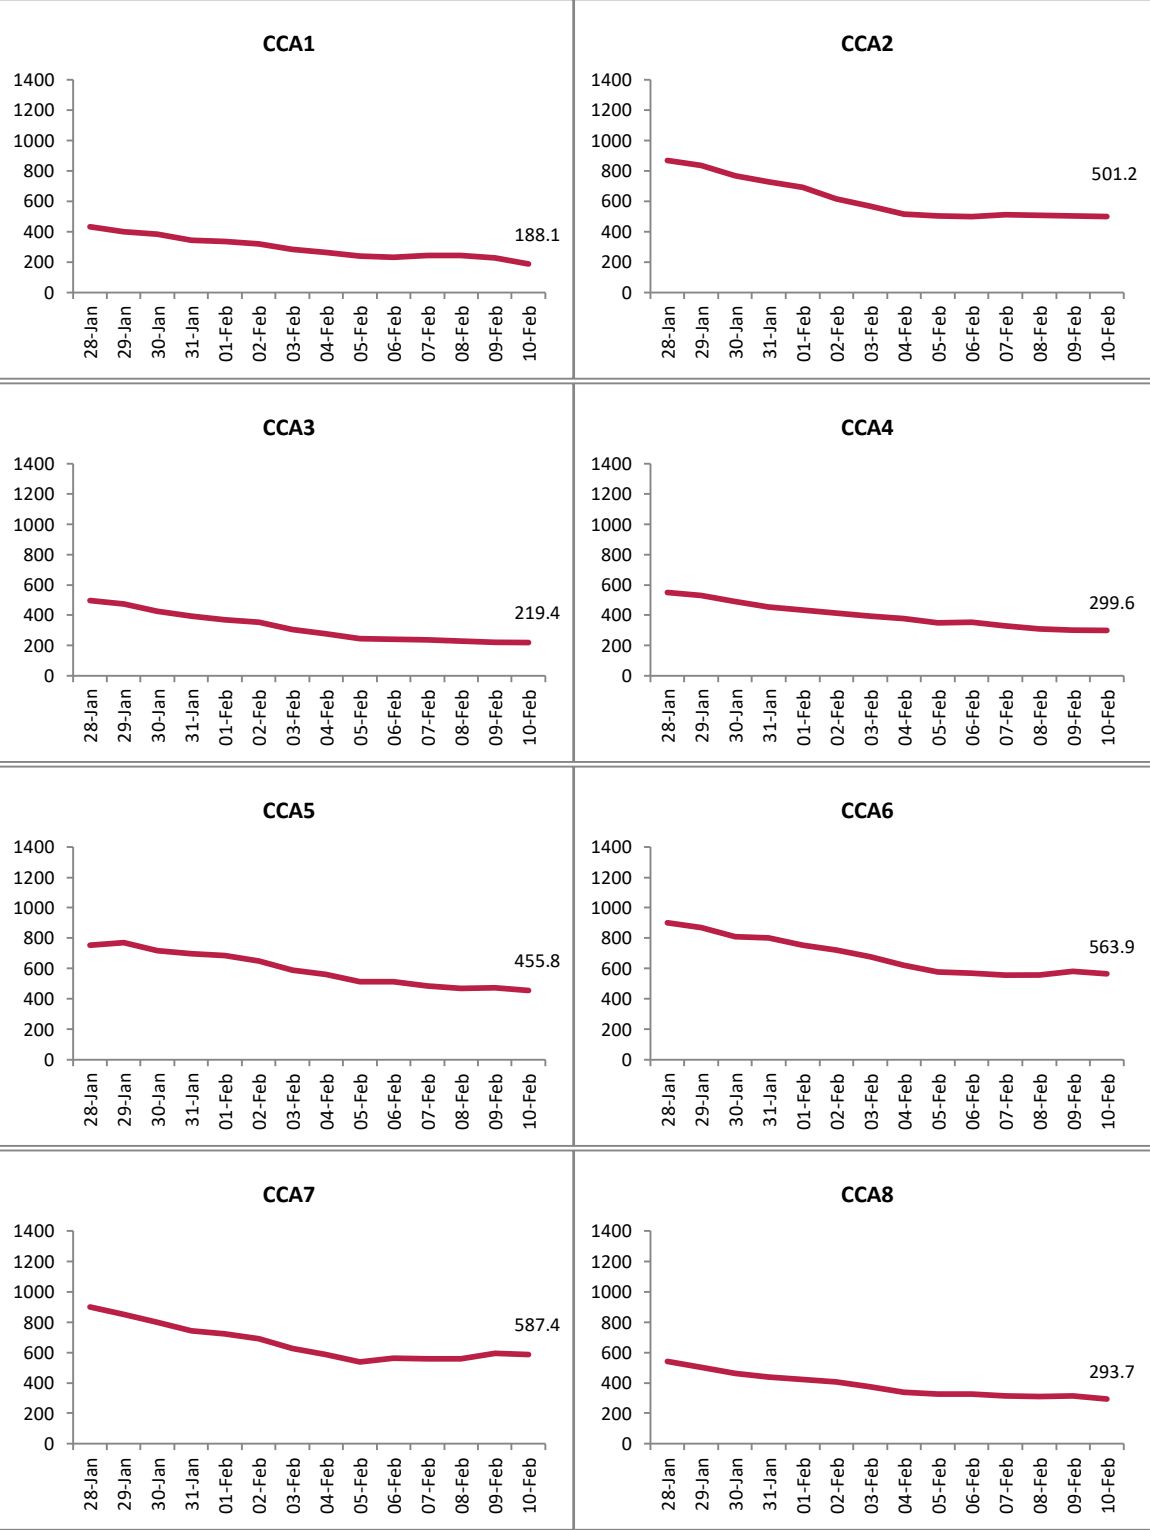 CCA1
1400
1200
1000
800
600
400
200
0
188.1
28-Jan
29-Jan
30-Jan
31-Jan
01-Feb
02-Feb
03-Feb
04-Feb
05-Feb
06-Feb
07-Feb
08-Feb
09-Feb
10-Feb
CCA2
1400
1200
1000
800
600
400
200
0
501.2
28-Jan
29-Jan
30-Jan
31-Jan
01-Feb
02-Feb
03-Feb
04-Feb
05-Feb
06-Feb
07-Feb
08-Feb
09-Feb
10-Feb
CCA3
1400
1200
1000
800
600
400
200
0
219.4
28-Jan
29-Jan
30-Jan
31-Jan
01-Feb
02-Feb
03-Feb
04-Feb
05-Feb
06-Feb
07-Feb
08-Feb
09-Feb
10-Feb
CCA4
1400
1200
1000
800
600
400
200
0
299.6
28-Jan
29-Jan
30-Jan
31-Jan
01-Feb
02-Feb
03-Feb
04-Feb
05-Feb
06-Feb
07-Feb
08-Feb
09-Feb
10-Feb
CCA5
1400
1200
1000
800
600
400
200
0
455.8
28-Jan
29-Jan
30-Jan
31-Jan
01-Feb
02-Feb
03-Feb
04-Feb
05-Feb
06-Feb
07-Feb
08-Feb
09-Feb
10-Feb
CCA6
1400
1200
1000
800
600
400
200
0
563.9
28-Jan
29-Jan
30-Jan
31-Jan
01-Feb
02-Feb
03-Feb
04-Feb
05-Feb
06-Feb
07-Feb
08-Feb
09-Feb
10-Feb
CCA7
1400
1200
1000
800
600
400
200
0
587.4
28-Jan
29-Jan
30-Jan
31-Jan
01-Feb
02-Feb
03-Feb
04-Feb
05-Feb
06-Feb
07-Feb
08-Feb
09-Feb
10-Feb
CCA8
1400
1200
1000
800
600
400
200
0
293.7
28-Jan
29-Jan
30-Jan
31-Jan
01-Feb
02-Feb
03-Feb
04-Feb
05-Feb
06-Feb
07-Feb
08-Feb
09-Feb
10-Feb